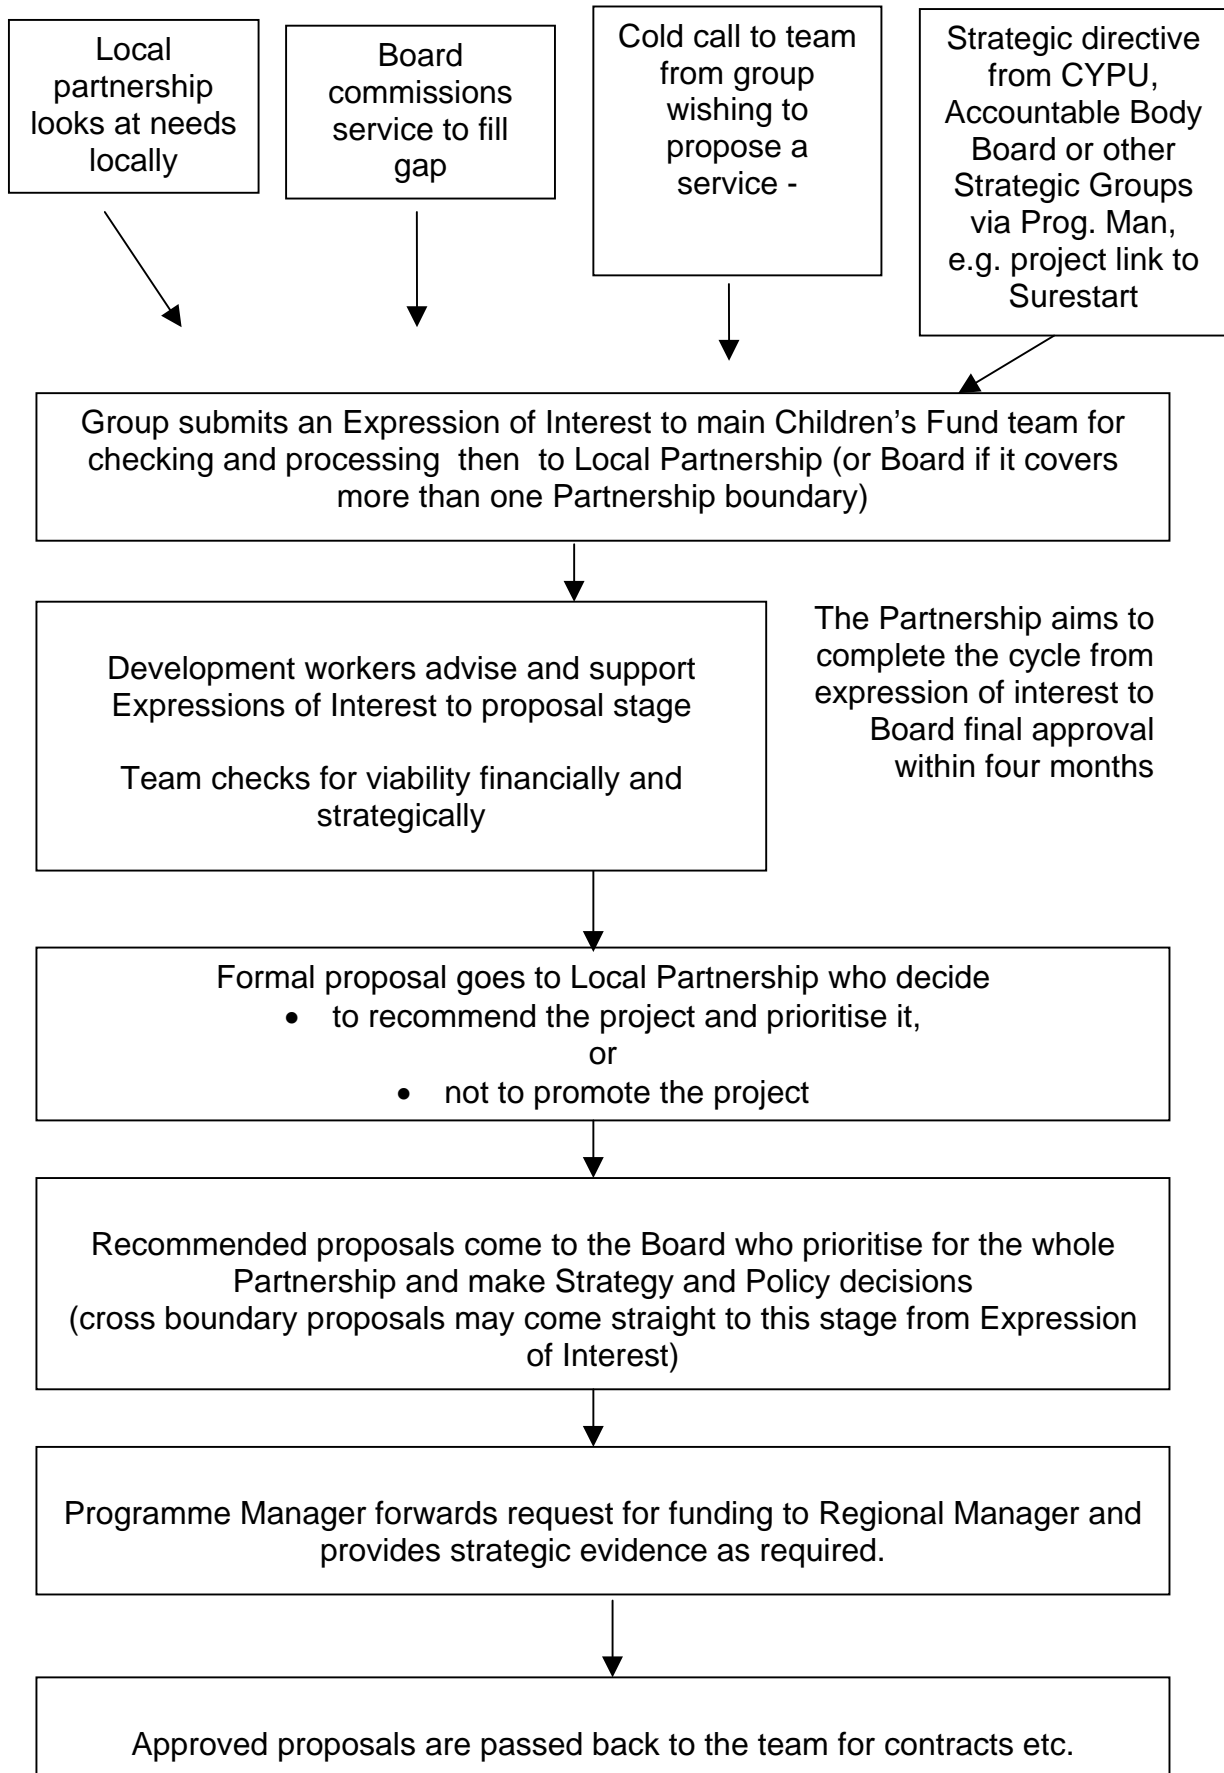 Local
partnership
looks at needs
locally
Board
commissions
service to fill
gap
Cold call to team
from group
wishing to
propose a
service -
Strategic directive
from CYPU,
Accountable Body
Board or other
Strategic Groups
via Prog. Man,
e.g. project link to
Surestart
Group submits an Expression of Interest to main Children's Fund team for
checking and processing then to Local Partnership (or Board if it covers
more than one Partnership boundary)
Development workers advise and support
Expressions of Interest to proposal stage
Team checks for viability financially and
strategically
The Partnership aims to
complete the cycle from
expression of interest to
Board final approval
within four months
Formal proposal goes to Local Partnership who decide
• to recommend the project and prioritise it,
or
• not to promote the project
Recommended proposals come to the Board who prioritise for the whole
Partnership and make Strategy and Policy decisions
(cross boundary proposals may come straight to this stage from Expression
of Interest)
Programme Manager forwards request for funding to Regional Manager and
provides strategic evidence as required.
Approved proposals are passed back to the team for contracts etc.